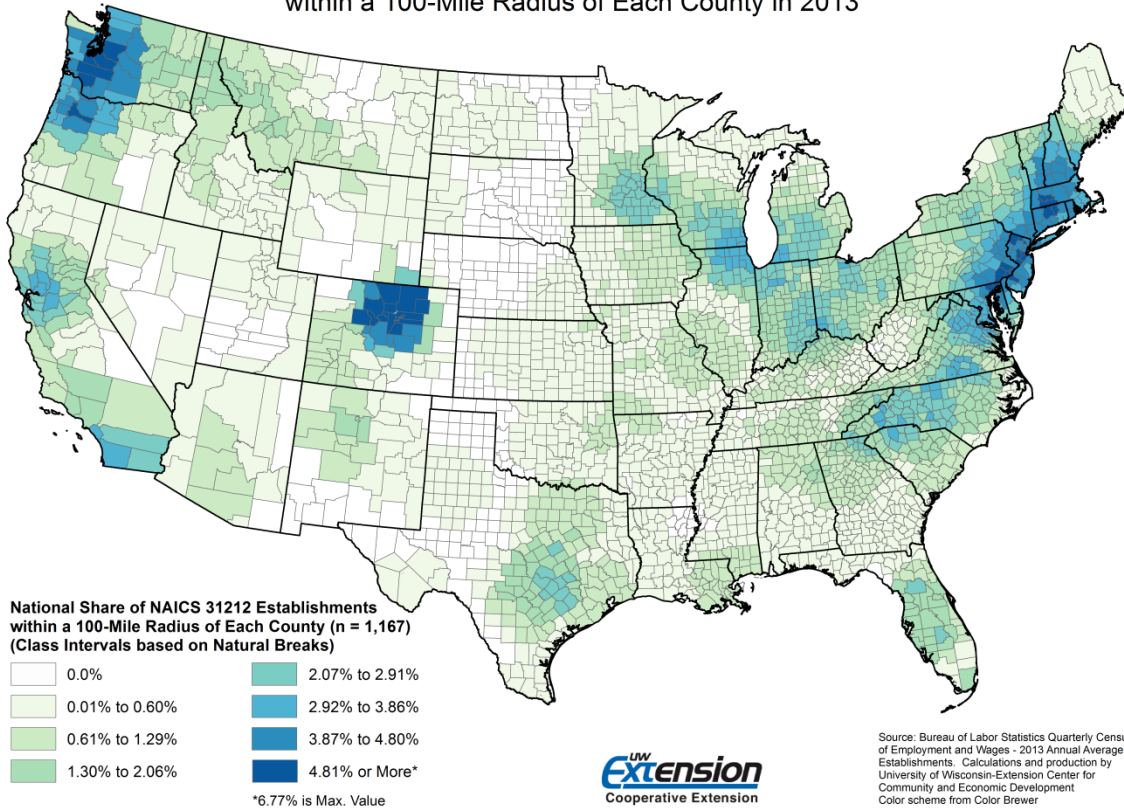 within a 100-Mile Radius of Each County in 2013
National Share of NAICS 31212 Establishments
within a 100-Mile Radius of Each County (n = 1,167)
(Class Intervals based on Natural Breaks)
0.0%
0.01% to 0.60%
0.61% to 1.29%
1.30% to 2.06%
2.07% to 2.91%
2.92% to 3.86%
3.87% to 4.80%
4.81% or More*
*6.77% is Max. Value
UW
Extension
Cooperative Extension
Source: Bureau of Labor Statistics Quarterly Census
of Employment and Wages - 2013 Annual Average
Establishments. Calculations and production by
University of Wisconsin-Extension Center for
Community and Economic Development
Color scheme from Color Brewer